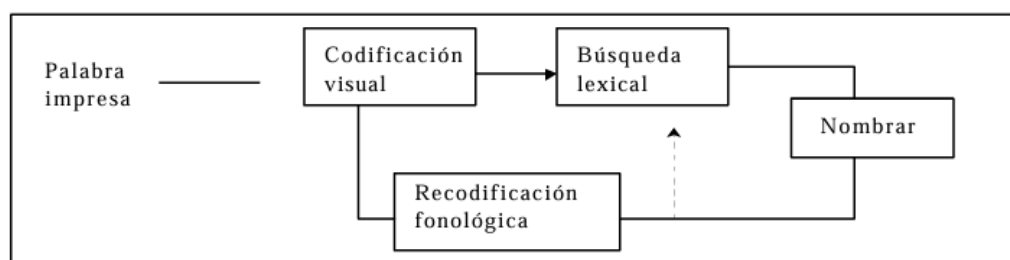 Palabra
impresa
Codificación
visual
Búsqueda
lexical
Nombrar
Recodificación
fonológica